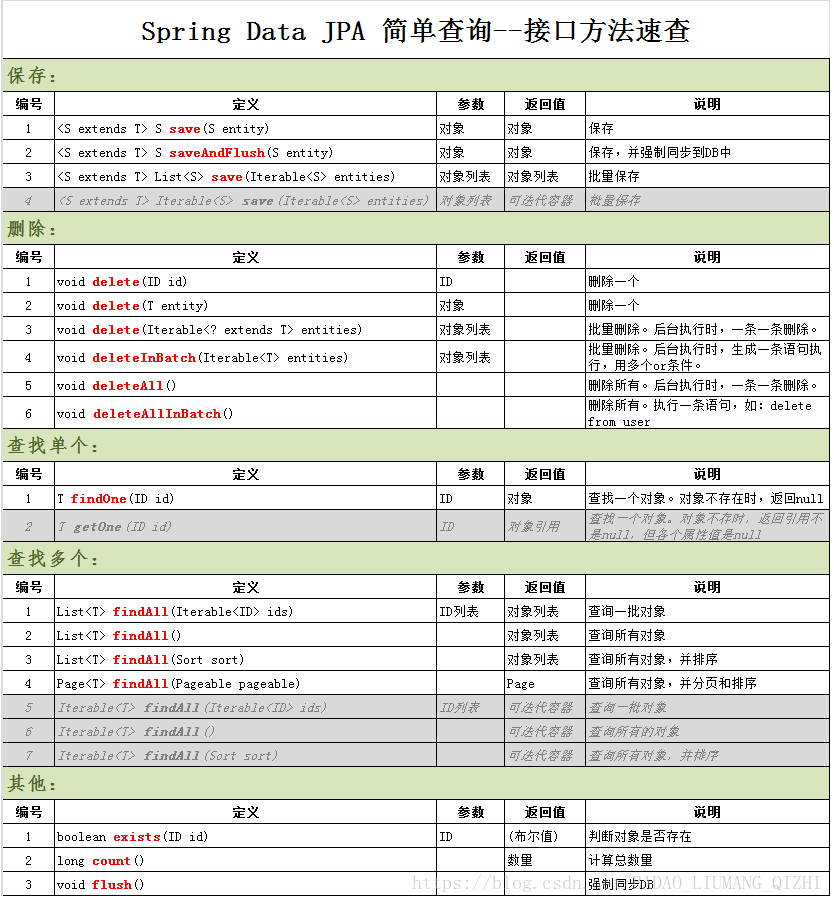 Spring Data JPA 简单查询--接口方法速查
保存：
编号 定义 参数 返回值 说明
1 <S extends T> S save(S entity) 对象 对象 保存
2 <S extends T> S saveAndFlush(S entity) 对象 对象 保存，并强制同步到DB中
3 <S extends T> List<S> save(Iterable<S> entities) 对象列表 对象列表 批量保存
4 <S extends T> Iterable<S> save(Iterable<S> entities) 对象列表 可迭代容器 批量保存
删除：
编号 定义 参数 返回值 说明
1 void delete(ID id) ID 删除一个
2 void delete(T entity) 对象 删除一个
3 void delete(Iterable<? extends T> entities) 对象列表 批量删除。后台执行时，一条一条删除。
4 void deleteInBatch(Iterable<T> entities) 对象列表 批量删除。后台执行时，生成一条语句执
行，用多个or条件。
5 void deleteAll() 删除所有。后台执行时，一条一条删除。
6 void deleteAllInBatch() 删除所有。执行一条语句，如：delete
from user
查找单个：
编号 定义 参数 返回值 说明
1 T findOne(ID id) ID 对象 查找一个对象。对象不存在时，返回null
2 T getOne(ID id) ID 对象引用 查找一个对象。对象不存时，返回引用不
是null，但各个属性值是null
查找多个：
编号 定义 参数 返回值 说明
1 List<T> findAll(Iterable<ID> ids) ID列表 对象列表 查询一批对象
2 List<T> findAll() 对象列表 查询所有对象
3 List<T> findAll(Sort sort) 对象列表 查询所有对象，并排序
4 Page<T> findAll(Pageable pageable) Page 查询所有对象，并分页和排序
5 Iterable<T> findAll(Iterable<ID> ids) ID列表 可迭代容器 查询一批对象
6 Iterable<T> findAll() 可迭代容器 查询所有的对象
7 Iterable<T> findAll(Sort sort) 可迭代容器 查询所有对象，并排序
其他：
编号 定义 参数 返回值 说明
1 boolean exists(ID id) ID (布尔值) 判断对象是否存在
2 long count() 数量 计算总数量
3 void flush() 强制同步DB
https://blog.csdn. DADAO_LIUMANG_QIZHI